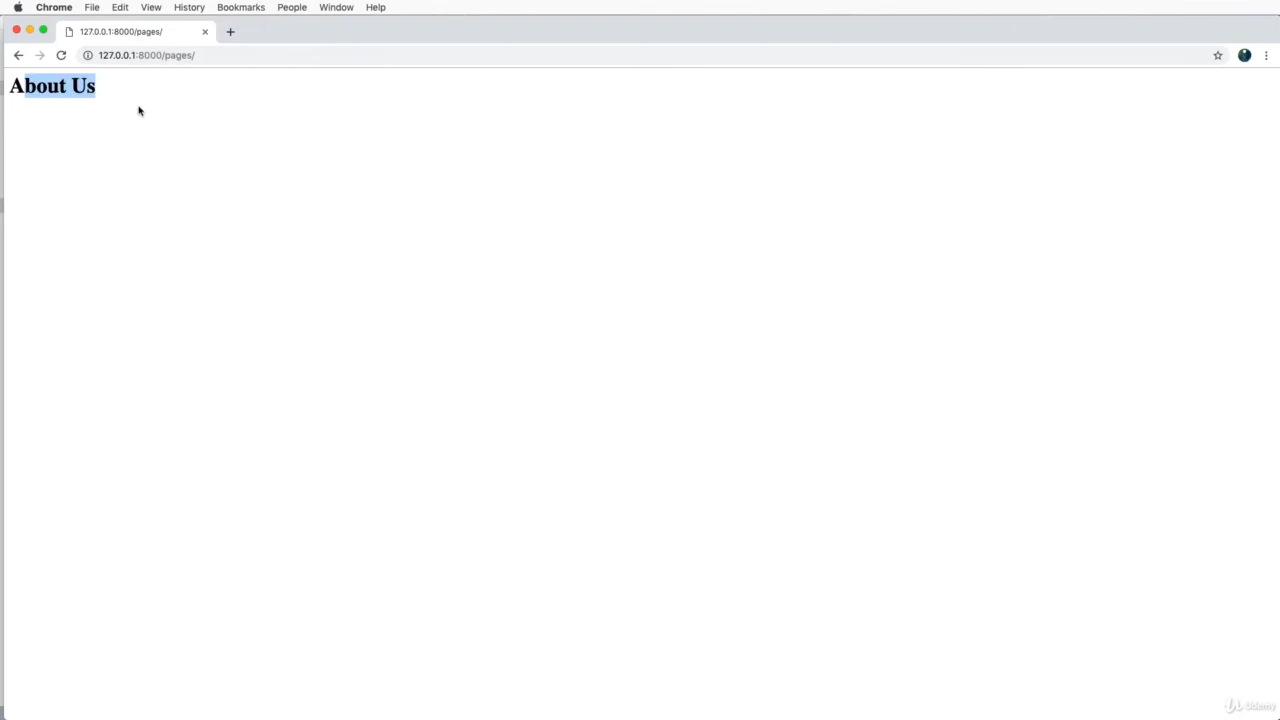 Chrome File Edit View History Bookmarks People Window Help
127.0.0.1:8000/pages/
127.0.0.1:8000/pages/
About Us
Udemy